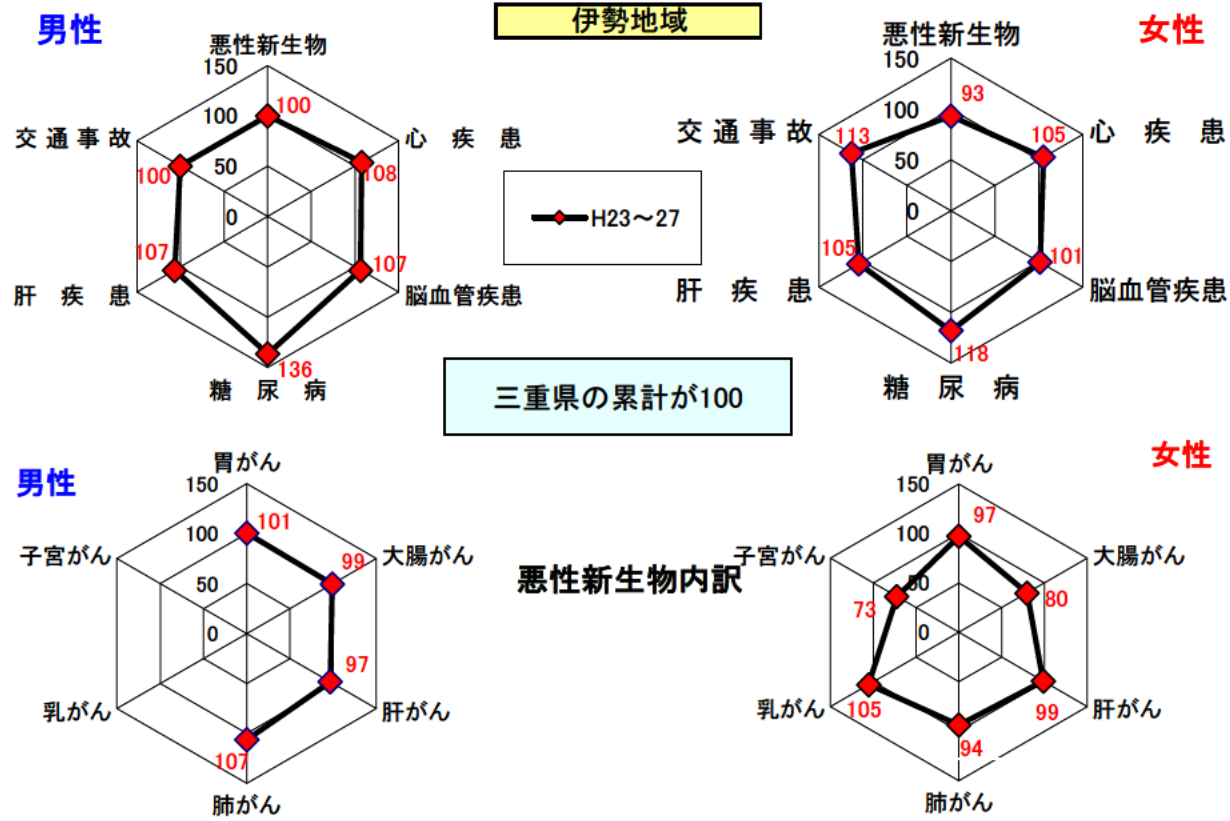 伊勢地域
男性
悪性新生物
150
100
50
0
100
心 疾 患
108
脳血管疾患
107
糖 尿 病
136
肝 疾 患
107
交 通 事 故
100
女性
悪性新生物
150
100
50
0
93
心 疾 患
105
脳血管疾患
101
糖 尿 病
118
肝 疾 患
105
交 通 事 故
113
H23～27
三重県の累計が100
男性
胃がん
150
100
50
0
101
大腸がん
99
肝がん
97
肺がん
107
乳がん
子宮がん
悪性新生物内訳
女性
胃がん
150
100
50
0
97
大腸がん
80
肝がん
99
肺がん
94
乳がん
105
子宮がん
73